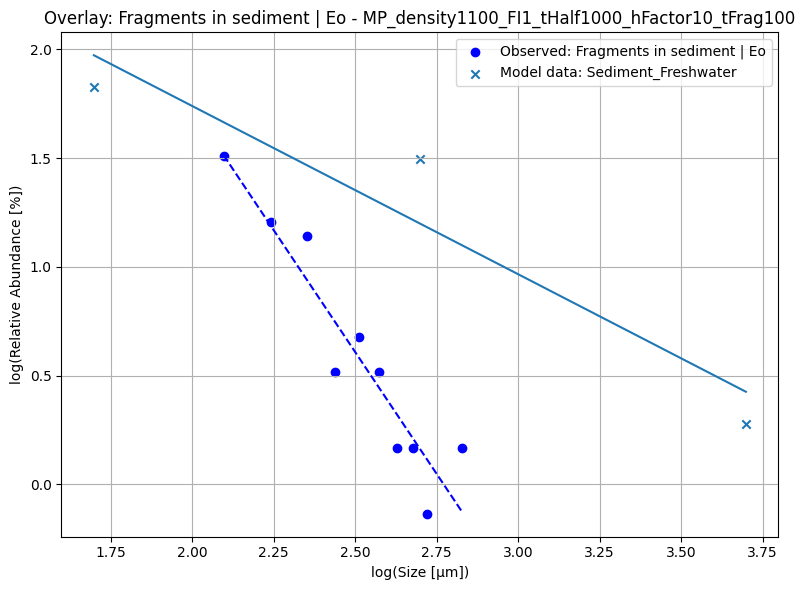 Overlay: Fragments in sediment | Eo - MP_density1100_FI1_tHalf1000_hFactor10_tFrag100
Observed: Fragments in sediment | Eo
Model data: Sediment_Freshwater
log(Relative Abundance [%])
2.0
1.5
1.0
0.5
0.0
1.75 2.00 2.25 2.50 2.75 3.00 3.25 3.50 3.75
log(Size [μm])